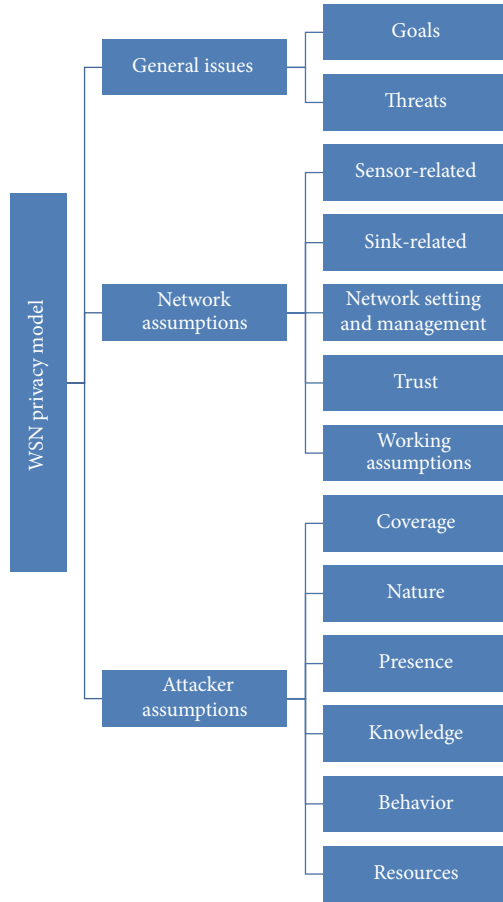 WSN privacy model
General issues
Goals
Threats
Network
assumptions
Sensor-related
Sink-related
Network setting
and management
Trust
Working
assumptions
Attacker
assumptions
Coverage
Nature
Presence
Knowledge
Behavior
Resources